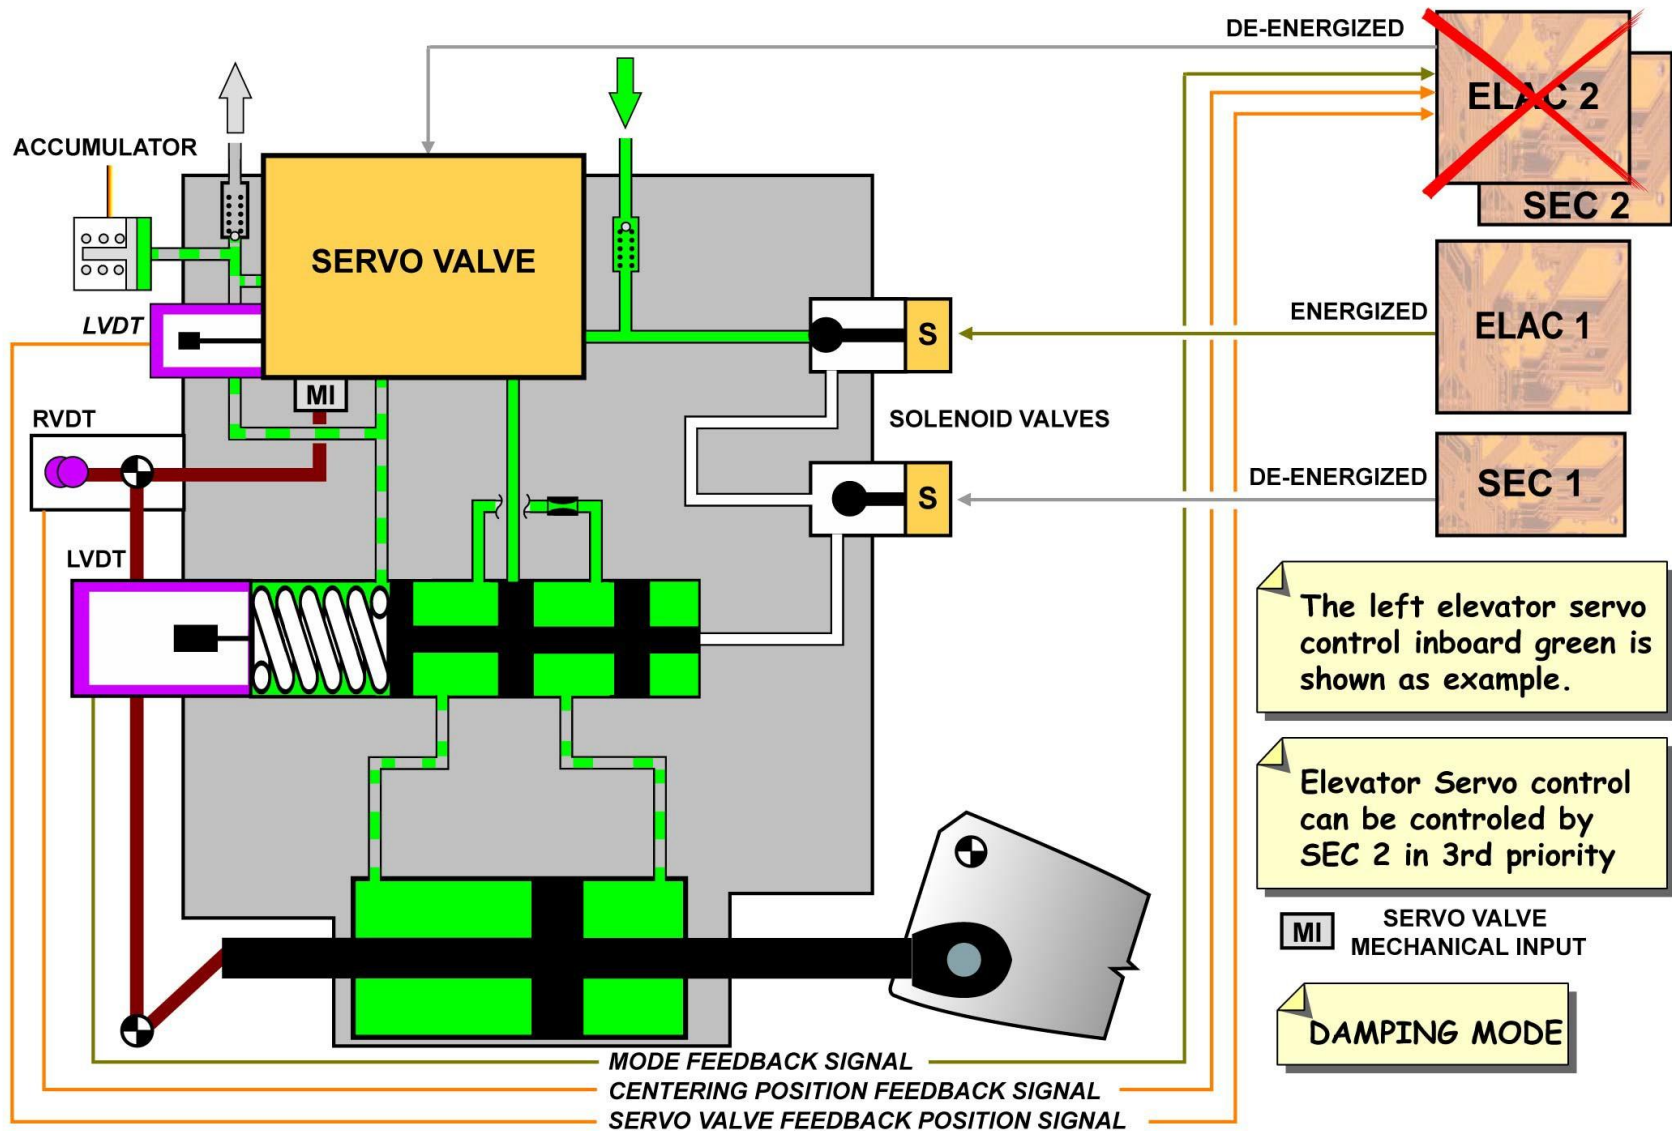 DE-ENERGIZED
ELAC 2
SEC 2
ACCUMULATOR
SERVO VALVE
LVDT
MI
RVDT
LVDT
S
ENERGIZED
ELAC 1
SOLENOID VALVES
S
DE-ENERGIZED
SEC 1
The left elevator servo
control inboard green is
shown as example.
Elevator Servo control
can be controled by
SEC 2 in 3rd priority
MI
SERVO VALVE
MECHANICAL INPUT
DAMPING MODE
MODE FEEDBACK SIGNAL
CENTERING POSITION FEEDBACK SIGNAL
SERVO VALVE FEEDBACK POSITION SIGNAL